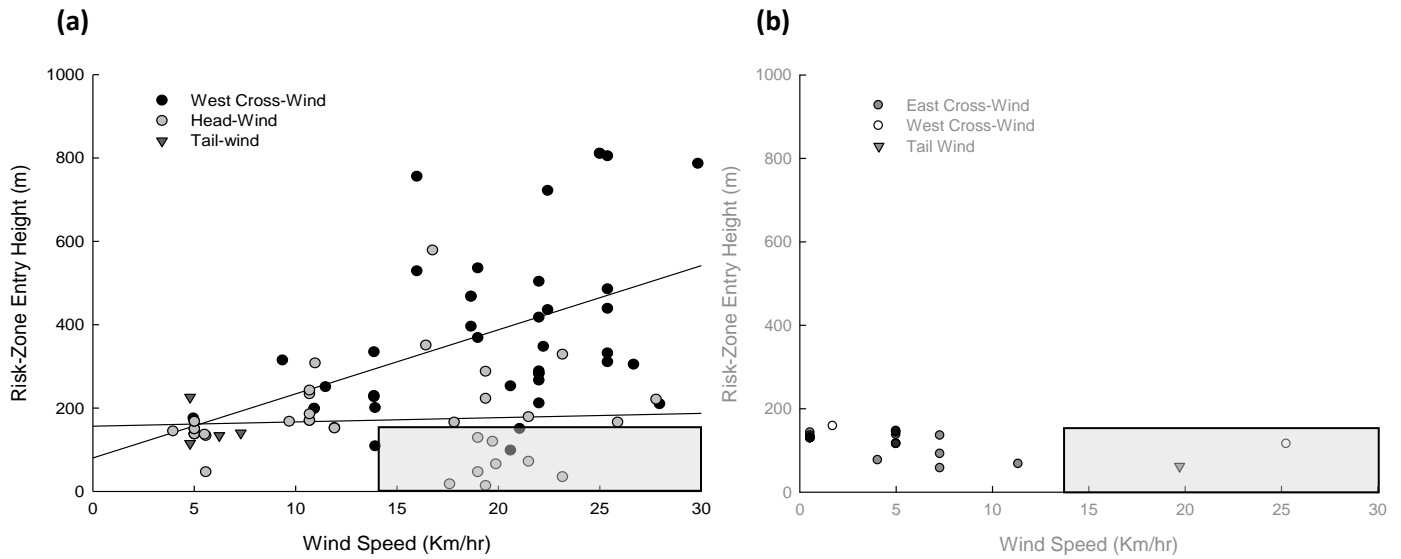 (a)
1000
800
600
400
200
0
Risk-Zone Entry Height (m)
West Cross-Wind
Head-Wind
Tail-wind
0 5 10 15 20 25 30
Wind Speed (Km/hr)
(b)
1000
800
600
400
200
0
Risk-Zone Entry Height (m)
East Cross-Wind
West Cross-Wind
Tail Wind
0 5 10 15 20 25 30
Wind Speed (Km/hr)